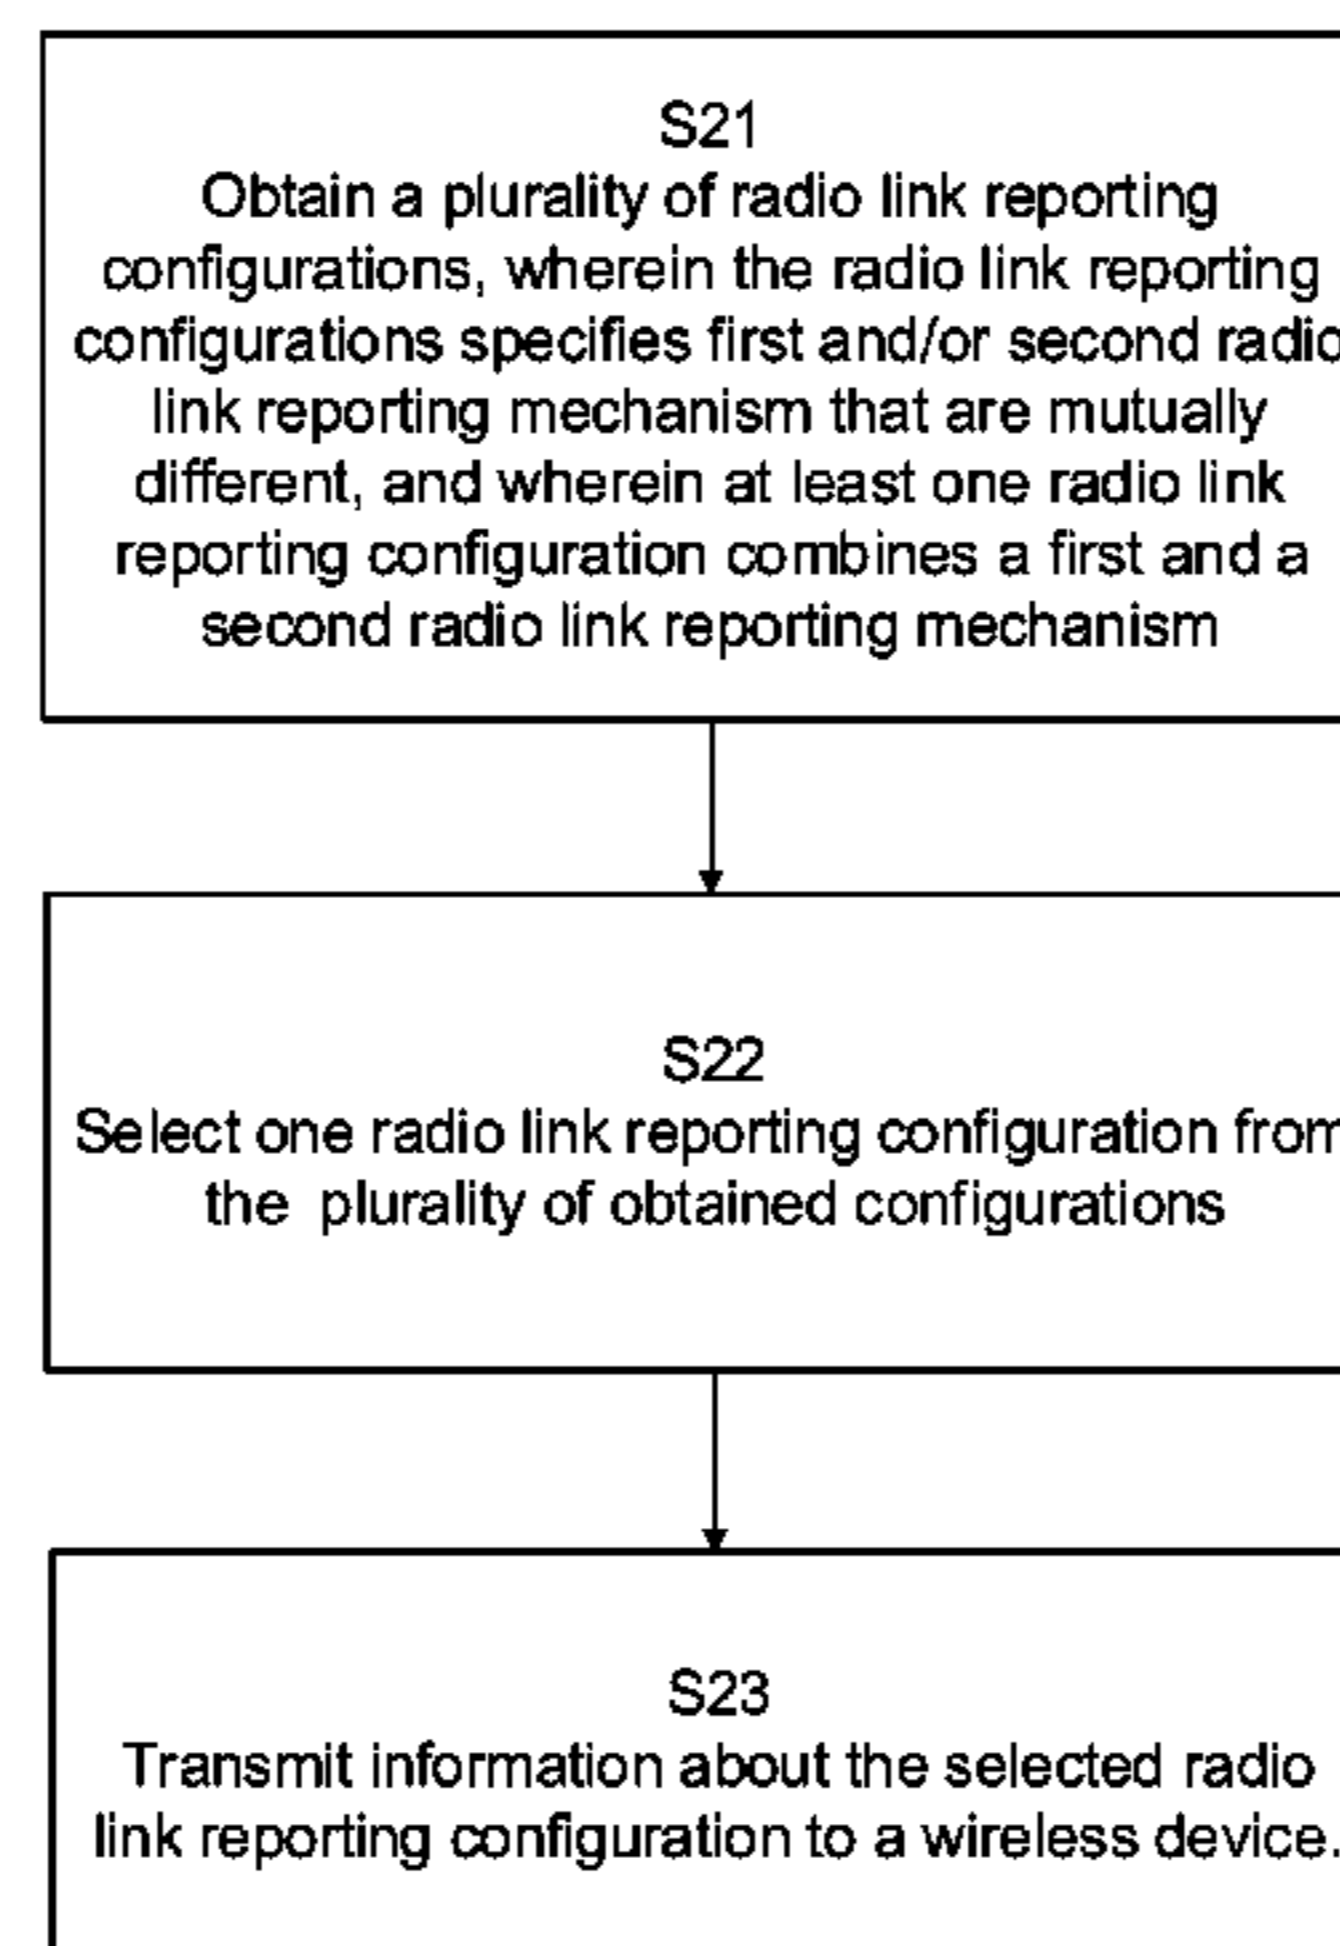 S21
Obtain a plurality of radio link reporting
configurations, wherein the radio link reporting
configurations specifies first and/or second radio
link reporting mechanism that are mutually
different, and wherein at least one radio link
reporting configuration combines a first and a
second radio link reporting mechanism
S22
Select one radio link reporting configuration from
the plurality of obtained configurations
S23
Transmit information about the selected radio
link reporting configuration to a wireless device.